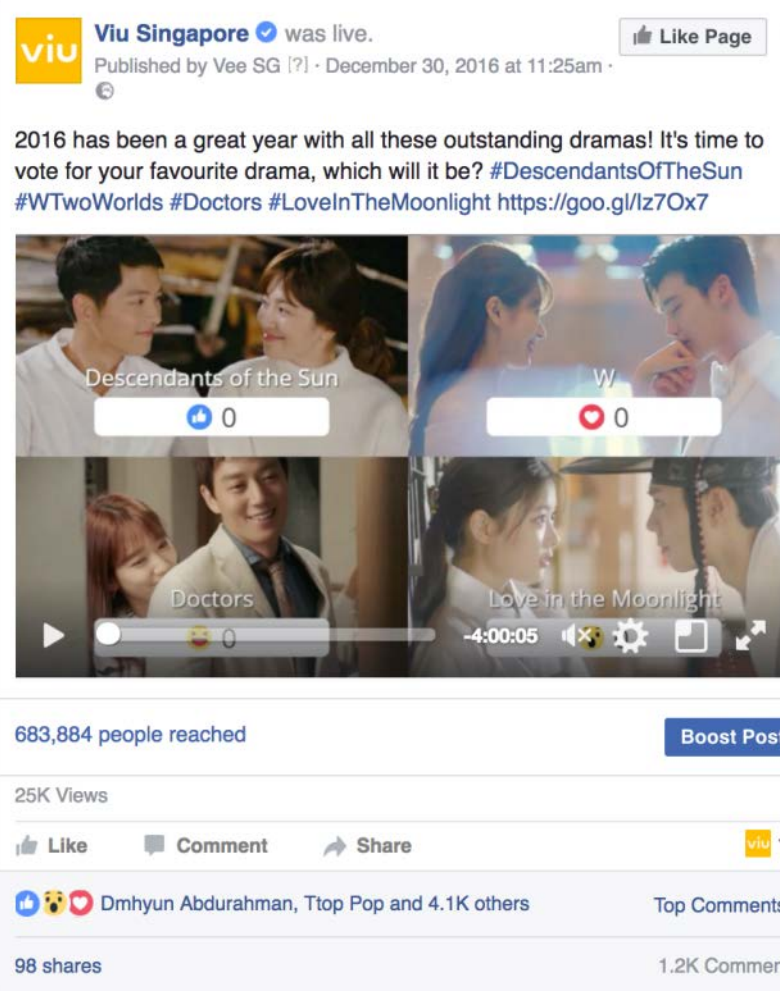 viu
Viu Singapore was live.
Like Page
Published by Vee SG [?] · December 30, 2016 at 11:25am ·
2016 has been a great year with all these outstanding dramas! It's time to
vote for your favourite drama, which will it be? #DescendantsOfTheSun
#WTwoWorlds #Doctors #LoveInTheMoonlight https://goo.gl/Iz7Ox7
Descendants of the Sun
W
0
0
Doctors
Love in the Moonlight
0
-4:00:05
683,884 people reached
Boost Post
25K Views
Like Comment Share
viu
Dmhyun Abdurahman, Ttop Pop and 4.1K others
Top Comments
98 shares
1.2K Commen